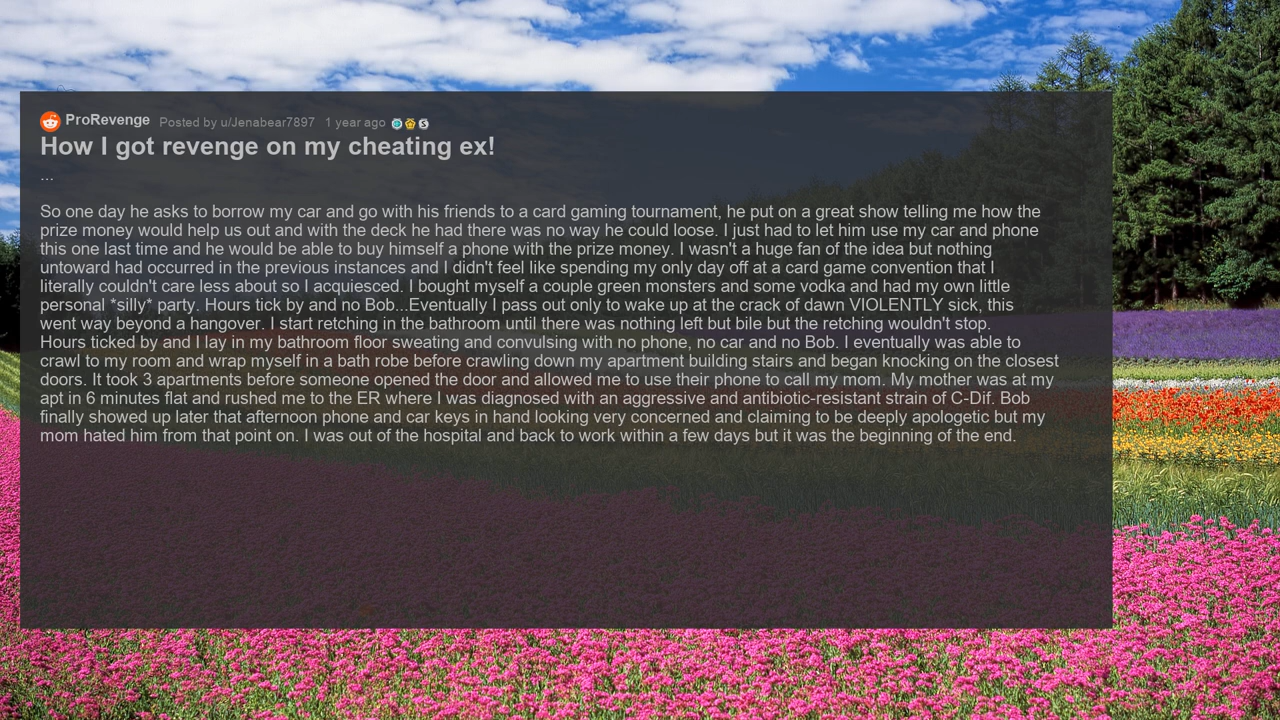 ProRevenge Posted by u/Jenabear7897 1 year ago
How I got revenge on my cheating ex!
...
So one day he asks to borrow my car and go with his friends to a card gaming tournament, he put on a great show telling me how the
prize money would help us out and with the deck he had there was no way he could loose. I just had to let him use my car and phone
this one last time and he would be able to buy himself a phone with the prize money. I wasn't a huge fan of the idea but nothing
untoward had occurred in the previous instances and I didn't feel like spending my only day off at a card game convention that I
literally couldn't care less about so I acquiesced. I bought myself a couple green monsters and some vodka and had my own little
personal *silly* party. Hours tick by and no Bob...Eventually I pass out only to wake up at the crack of dawn VIOLENTLY sick, this
went way beyond a hangover. I start retching in the bathroom until there was nothing left but bile but the retching wouldn't stop.
Hours ticked by and I lay in my bathroom floor sweating and convulsing with no phone, no car and no Bob. I eventually was able to
crawl to my room and wrap myself in a bath robe before crawling down my apartment building stairs and began knocking on the closest
doors. It took 3 apartments before someone opened the door and allowed me to use their phone to call my mom. My mother was at my
apt in 6 minutes flat and rushed me to the ER where I was diagnosed with an aggressive and antibiotic-resistant strain of C-Dif. Bob
finally showed up later that afternoon phone and car keys in hand looking very concerned and claiming to be deeply apologetic but my
mom hated him from that point on. I was out of the hospital and back to work within a few days but it was the beginning of the end.